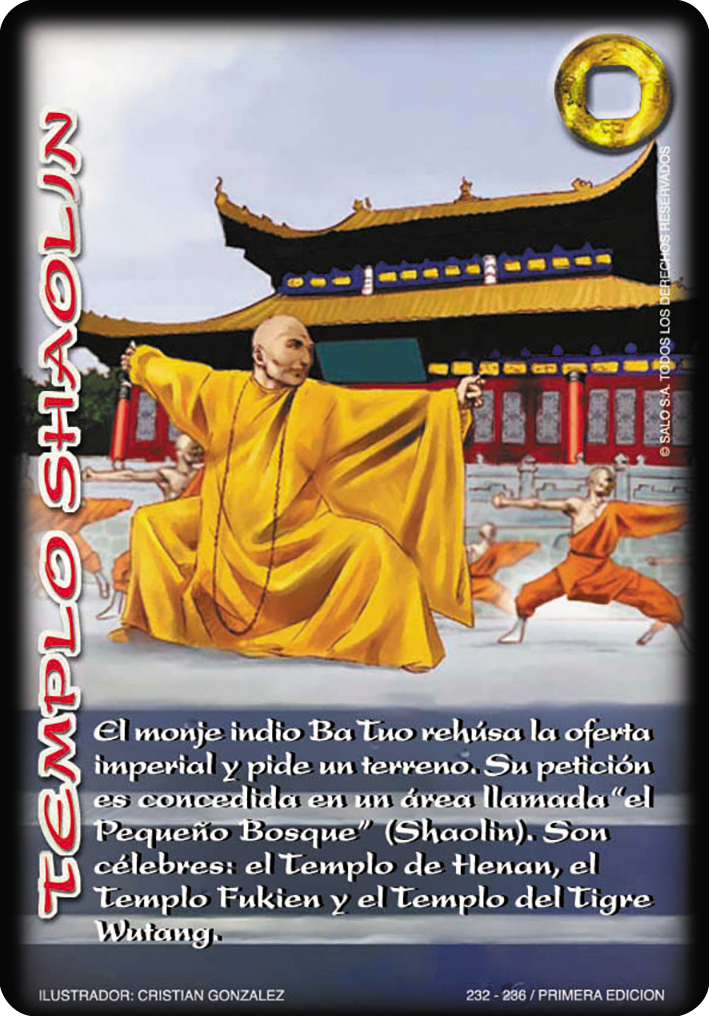 TEMPLO SHAOLIN
© SALO S.A. TODOS LOS DERECHOS RESERVADOS
El monje indio Ba Tuo rehúsa la oferta
imperial y pide un terreno. Su petición
es concedida en un área llamada “el
Pequeño Bosque” (Shaolin). Son
célebres: el Templo de Henan, el
Templo Fukien y el Templo del Tigre
Wutang.
ILUSTRADOR: CRISTIAN GONZALEZ
232 - 236 / PRIMERA EDICION